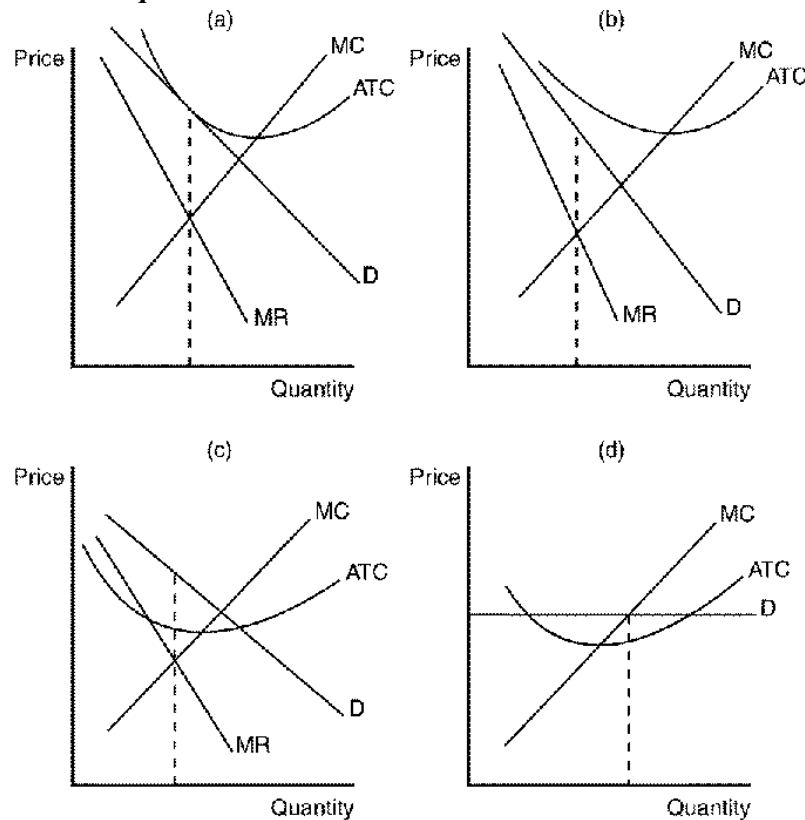 (a)
Price
MC
ATC
D
MR
Quantity
(b)
Price
MC
ATC
D
MR
Quantity
(c)
Price
MC
ATC
D
MR
Quantity
(d)
Price
MC
ATC
D
Quantity